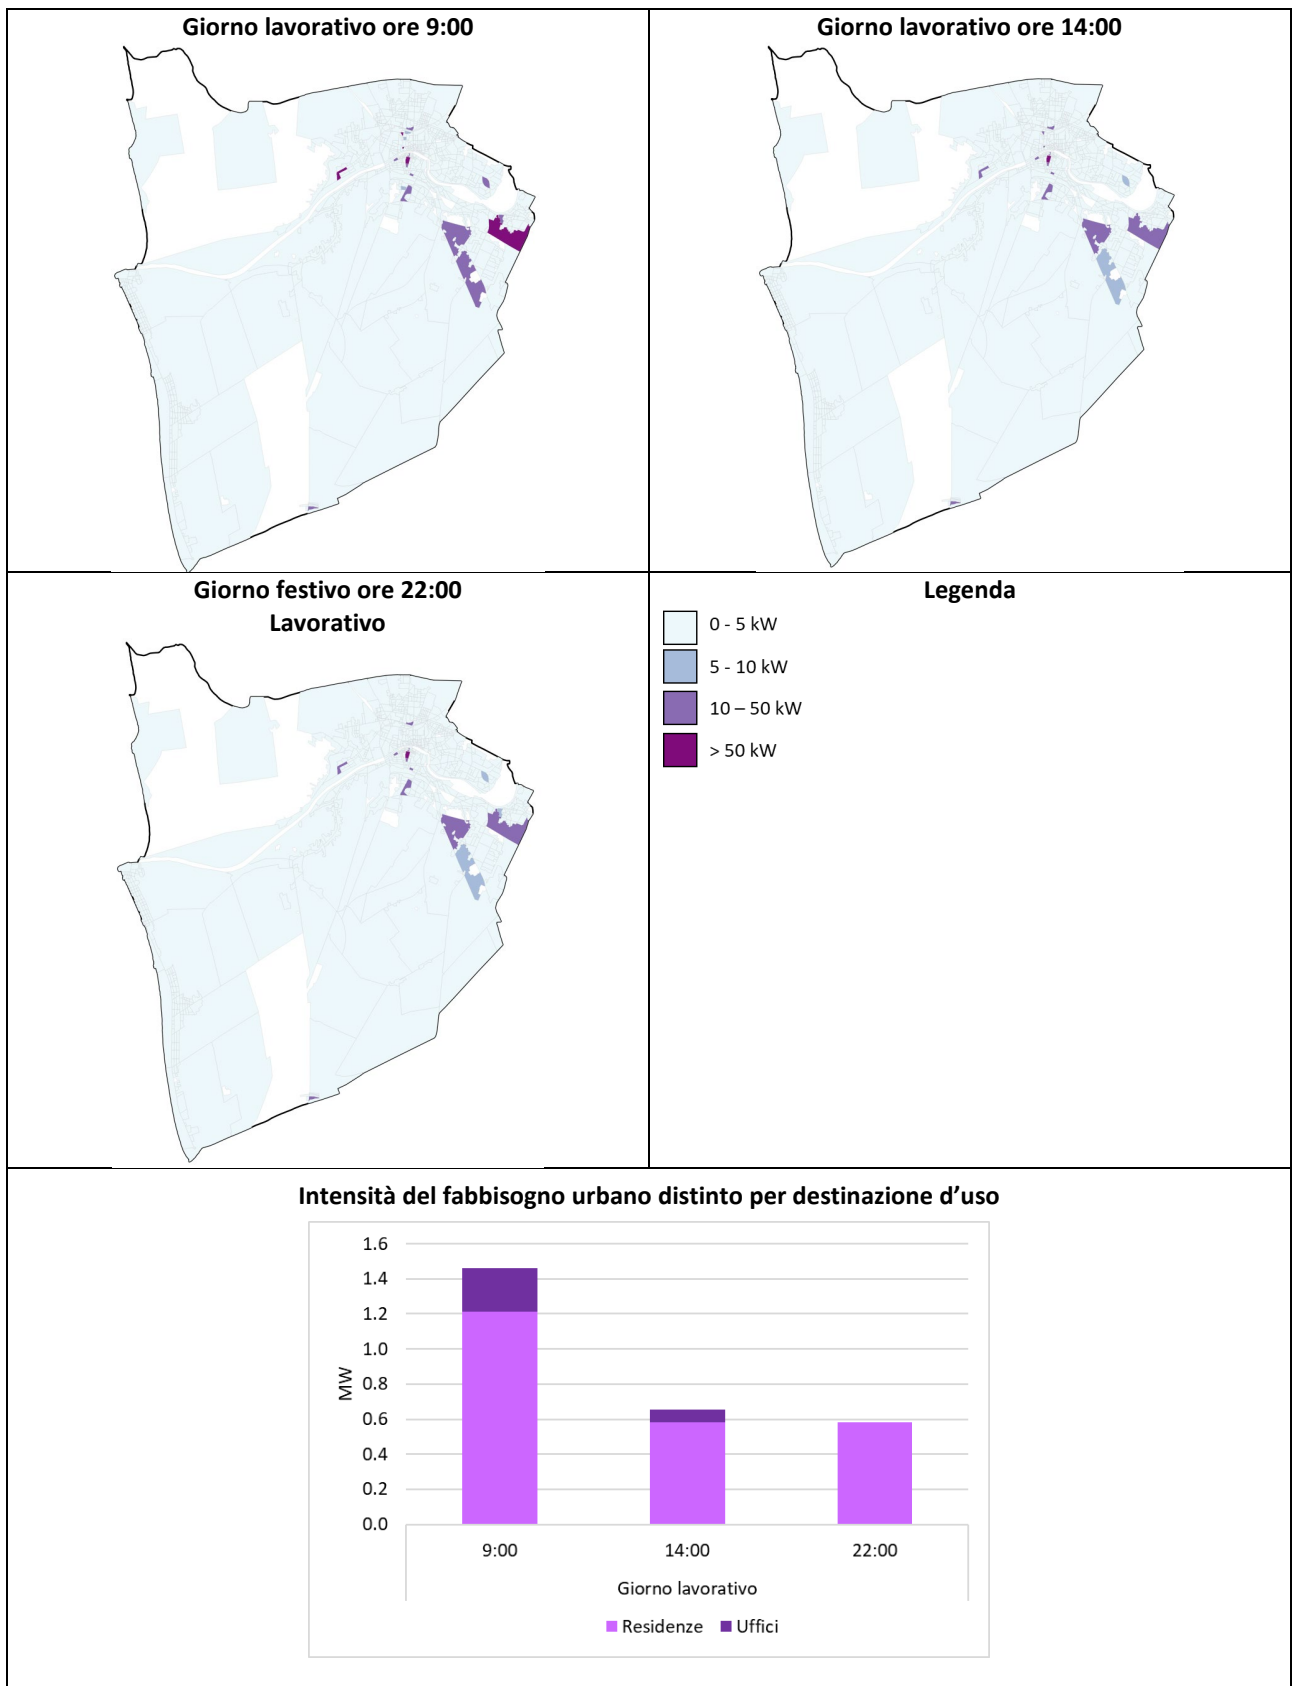 Giorno lavorativo ore 9:00
Giorno lavorativo ore 14:00
Giorno festivo ore 22:00
Lavorativo
Legenda
0 - 5 kW
5 - 10 kW
10 – 50 kW
> 50 kW
Intensità del fabbisogno urbano distinto per destinazione d’uso
1.6
1.4
1.2
1.0
0.8
0.6
0.4
0.2
0.0
MW
9:00 14:00 22:00
Giorno lavorativo
Residenze Uffici